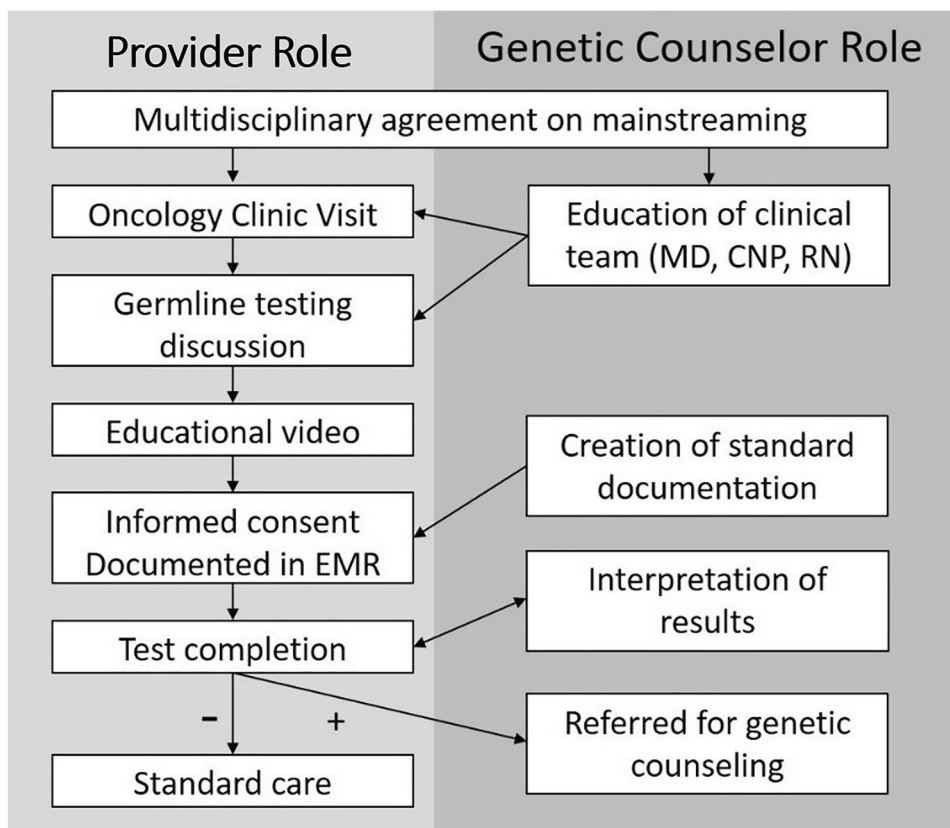 Provider Role
Genetic Counselor Role
Multidisciplinary agreement on mainstreaming
Oncology Clinic Visit
Education of clinical
team (MD, CNP, RN)
Germline testing
discussion
Educational video
Creation of standard
documentation
Informed consent
Documented in EMR
Interpretation of
results
Test completion
-
+
Referred for genetic
counseling
Standard care